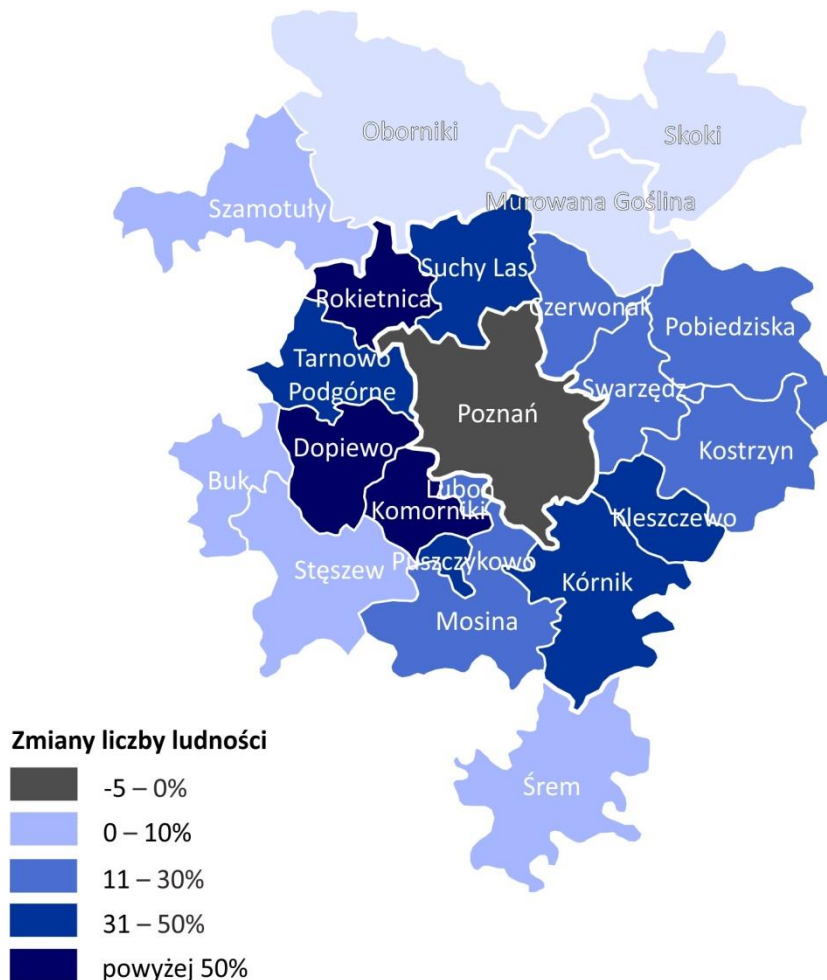 Oborniki
Skoki
Szamotuły
Murowana Goślina
Suchy Las
Rokietnica
Czerwonak
Pobiedziska
Tarnowo
Podgórne
Swarzędz
Poznań
Dopiewo
Kostrzyn
Buk
Luboń
Komorniki
Kleszczewo
Puszczykowo
Stęszew
Kórnik
Mosina
Śrem
Zmiany liczby ludności
-5 – 0%
0 – 10%
11 – 30%
31 – 50%
powyżej 50%